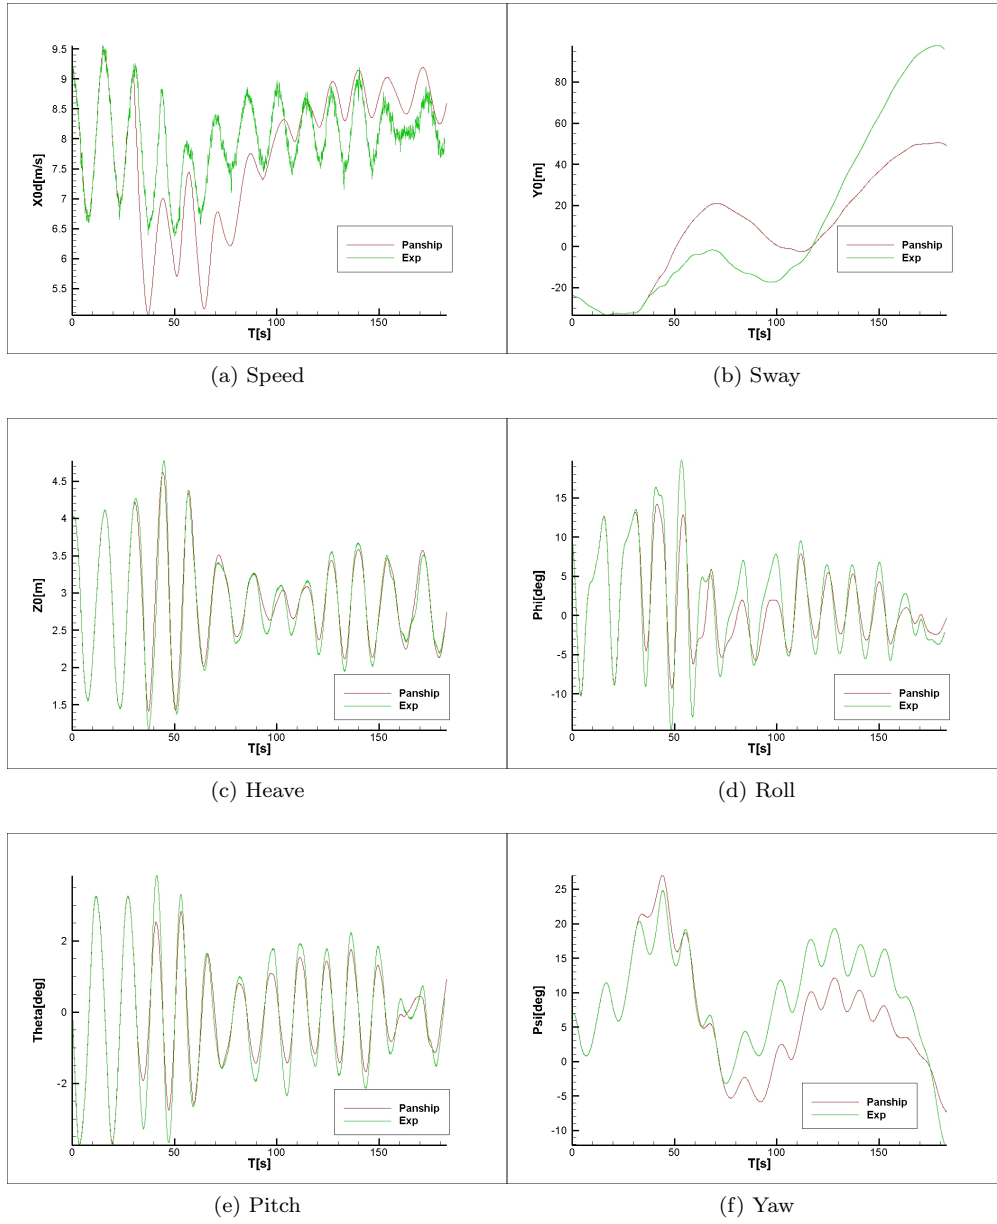 9.5
9
8.5
8
7.5
7
6.5
6
5.5
X0d[m/s]
0 50 100 150
T[s]
Panship
Exp
(a) Speed
80
60
40
20
0
-20
Y0[m]
0 50 100 150
T[s]
Panship
Exp
(b) Sway
4.5
4
3.5
3
2.5
2
1.5
Z0[m]
0 50 100 150
T[s]
Panship
Exp
(c) Heave
15
10
5
0
-5
-10
Phi[deg]
0 50 100 150
T[s]
Panship
Exp
(d) Roll
2
0
-2
Theta[deg]
0 50 100 150
T[s]
Panship
Exp
(e) Pitch
25
20
15
10
5
0
-5
-10
Psi[deg]
0 50 100 150
T[s]
Panship
Exp
(f) Yaw